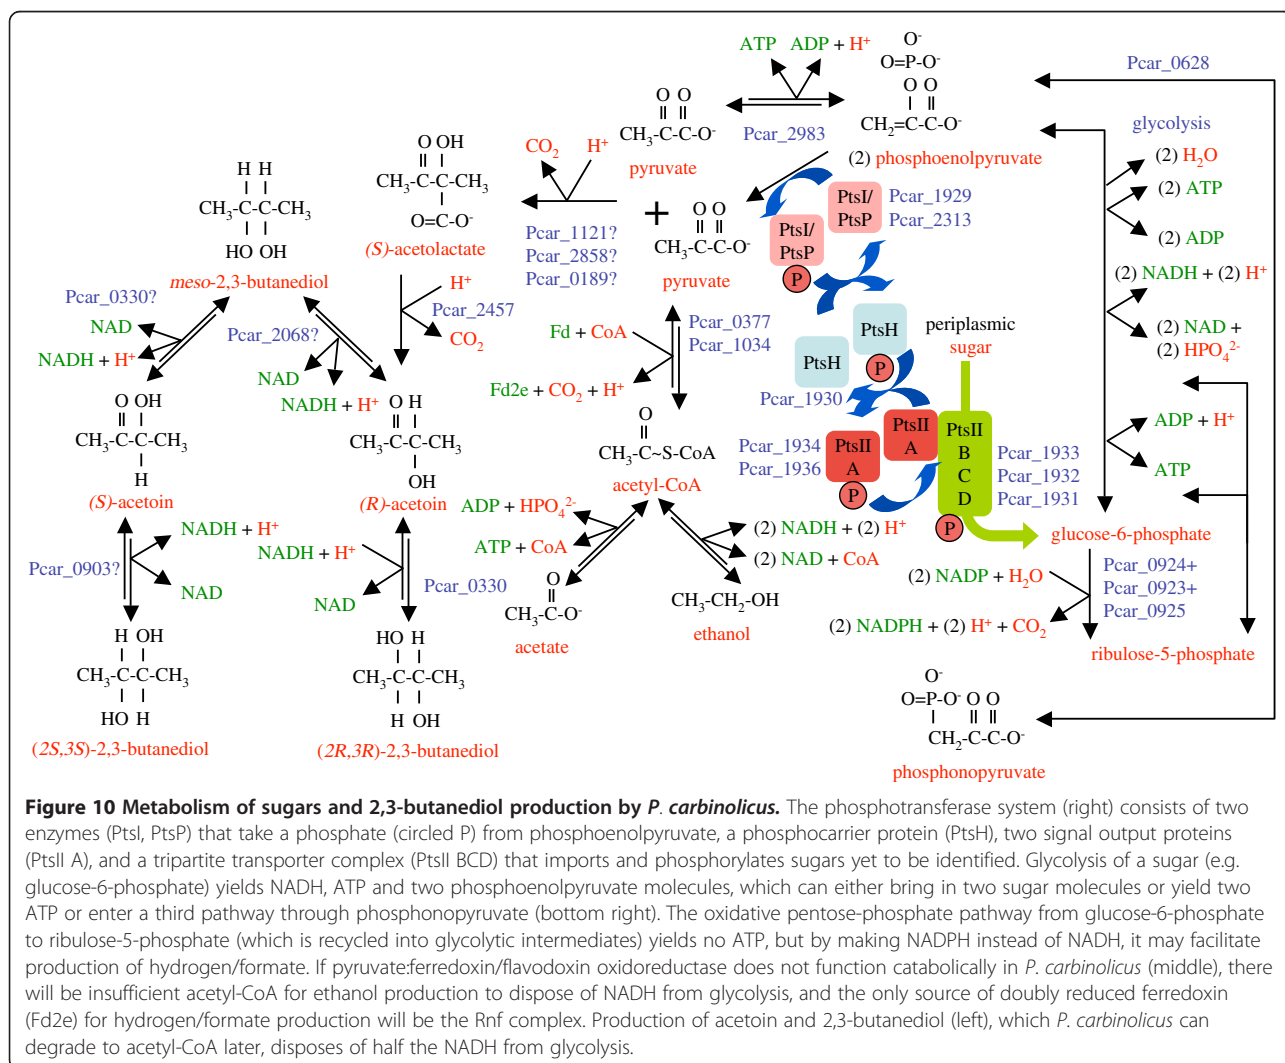 ATP ADP + H⁺
O⁻
O=P-O⁻
O O
CH₂=C-C-O⁻
(2) phosphoenolpyruvate
Pcar_0628
Pcar_2983
O O
CH₃-C-C-O⁻
pyruvate
CO₂ H⁺
Pcar_1121?
Pcar_2858?
Pcar_0189?
O OH
CH₃-C-C-CH₃
O=C-O⁻
(S)-acetolactate
H⁺
Pcar_2457
CO₂
H H
CH₃-C-C-CH₃
HO OH
meso-2,3-butanediol
Pcar_0330?
NAD
NADH + H⁺
Pcar_2068?
NAD
NADH + H⁺
O OH
CH₃-C-C-CH₃
H
(S)-acetoin
O H
CH₃-C-C-CH₃
OH
(R)-acetoin
NADH + H⁺
Pcar_0903?
NAD
NADH + H⁺
Pcar_0330
NAD
H OH
CH₃-C-C-CH₃
HO H
(2S,3S)-2,3-butanediol
HO H
CH₃-C-C-CH₃
H OH
(2R,3R)-2,3-butanediol
+
O O
CH₃-C-C-O⁻
pyruvate
Fd + CoA
Pcar_0377
Pcar_1034
Fd2e + CO₂ + H⁺
O
CH₃-C~S-CoA
acetyl-CoA
ADP + HPO₄²⁻
ATP + CoA
O
CH₃-C-O⁻
acetate
(2) NADH + (2) H⁺
(2) NAD + CoA
CH₃-CH₂-OH
ethanol
PtsI/
PtsP
Pcar_1929
Pcar_2313
PtsI/
PtsP
P
PtsH
P
PtsH
Pcar_1930
periplasmic
sugar
PtsII
A
Pcar_1934
Pcar_1936
PtsII
A
P
PtsII
B
C
D
P
Pcar_1933
Pcar_1932
Pcar_1931
glycolysis
(2) H₂O
(2) ATP
(2) ADP
(2) NADH + (2) H⁺
(2) NAD +
(2) HPO₄²⁻
ADP + H⁺
ATP
glucose-6-phosphate
(2) NADP + H₂O
Pcar_0924+
Pcar_0923+
Pcar_0925
(2) NADPH + (2) H⁺ + CO₂
ribulose-5-phosphate
O⁻
O=P-O⁻ O O
CH₂-C-C-O⁻
phosphonopyruvate
Figure 10 Metabolism of sugars and 2,3-butanediol production by P. carbinolicus. The phosphotransferase system (right) consists of two
enzymes (PtsI, PtsP) that take a phosphate (circled P) from phosphoenolpyruvate, a phosphocarrier protein (PtsH), two signal output proteins
(PtsII A), and a tripartite transporter complex (PtsII BCD) that imports and phosphorylates sugars yet to be identified. Glycolysis of a sugar (e.g.
glucose-6-phosphate) yields NADH, ATP and two phosphoenolpyruvate molecules, which can either bring in two sugar molecules or yield two
ATP or enter a third pathway through phosphonopyruvate (bottom right). The oxidative pentose-phosphate pathway from glucose-6-phosphate
to ribulose-5-phosphate (which is recycled into glycolytic intermediates) yields no ATP, but by making NADPH instead of NADH, it may facilitate
production of hydrogen/formate. If pyruvate:ferredoxin/flavodoxin oxidoreductase does not function catabolically in P. carbinolicus (middle), there
will be insufficient acetyl-CoA for ethanol production to dispose of NADH from glycolysis, and the only source of doubly reduced ferredoxin
(Fd2e) for hydrogen/formate production will be the Rnf complex. Production of acetoin and 2,3-butanediol (left), which P. carbinolicus can
degrade to acetyl-CoA later, disposes of half the NADH from glycolysis.